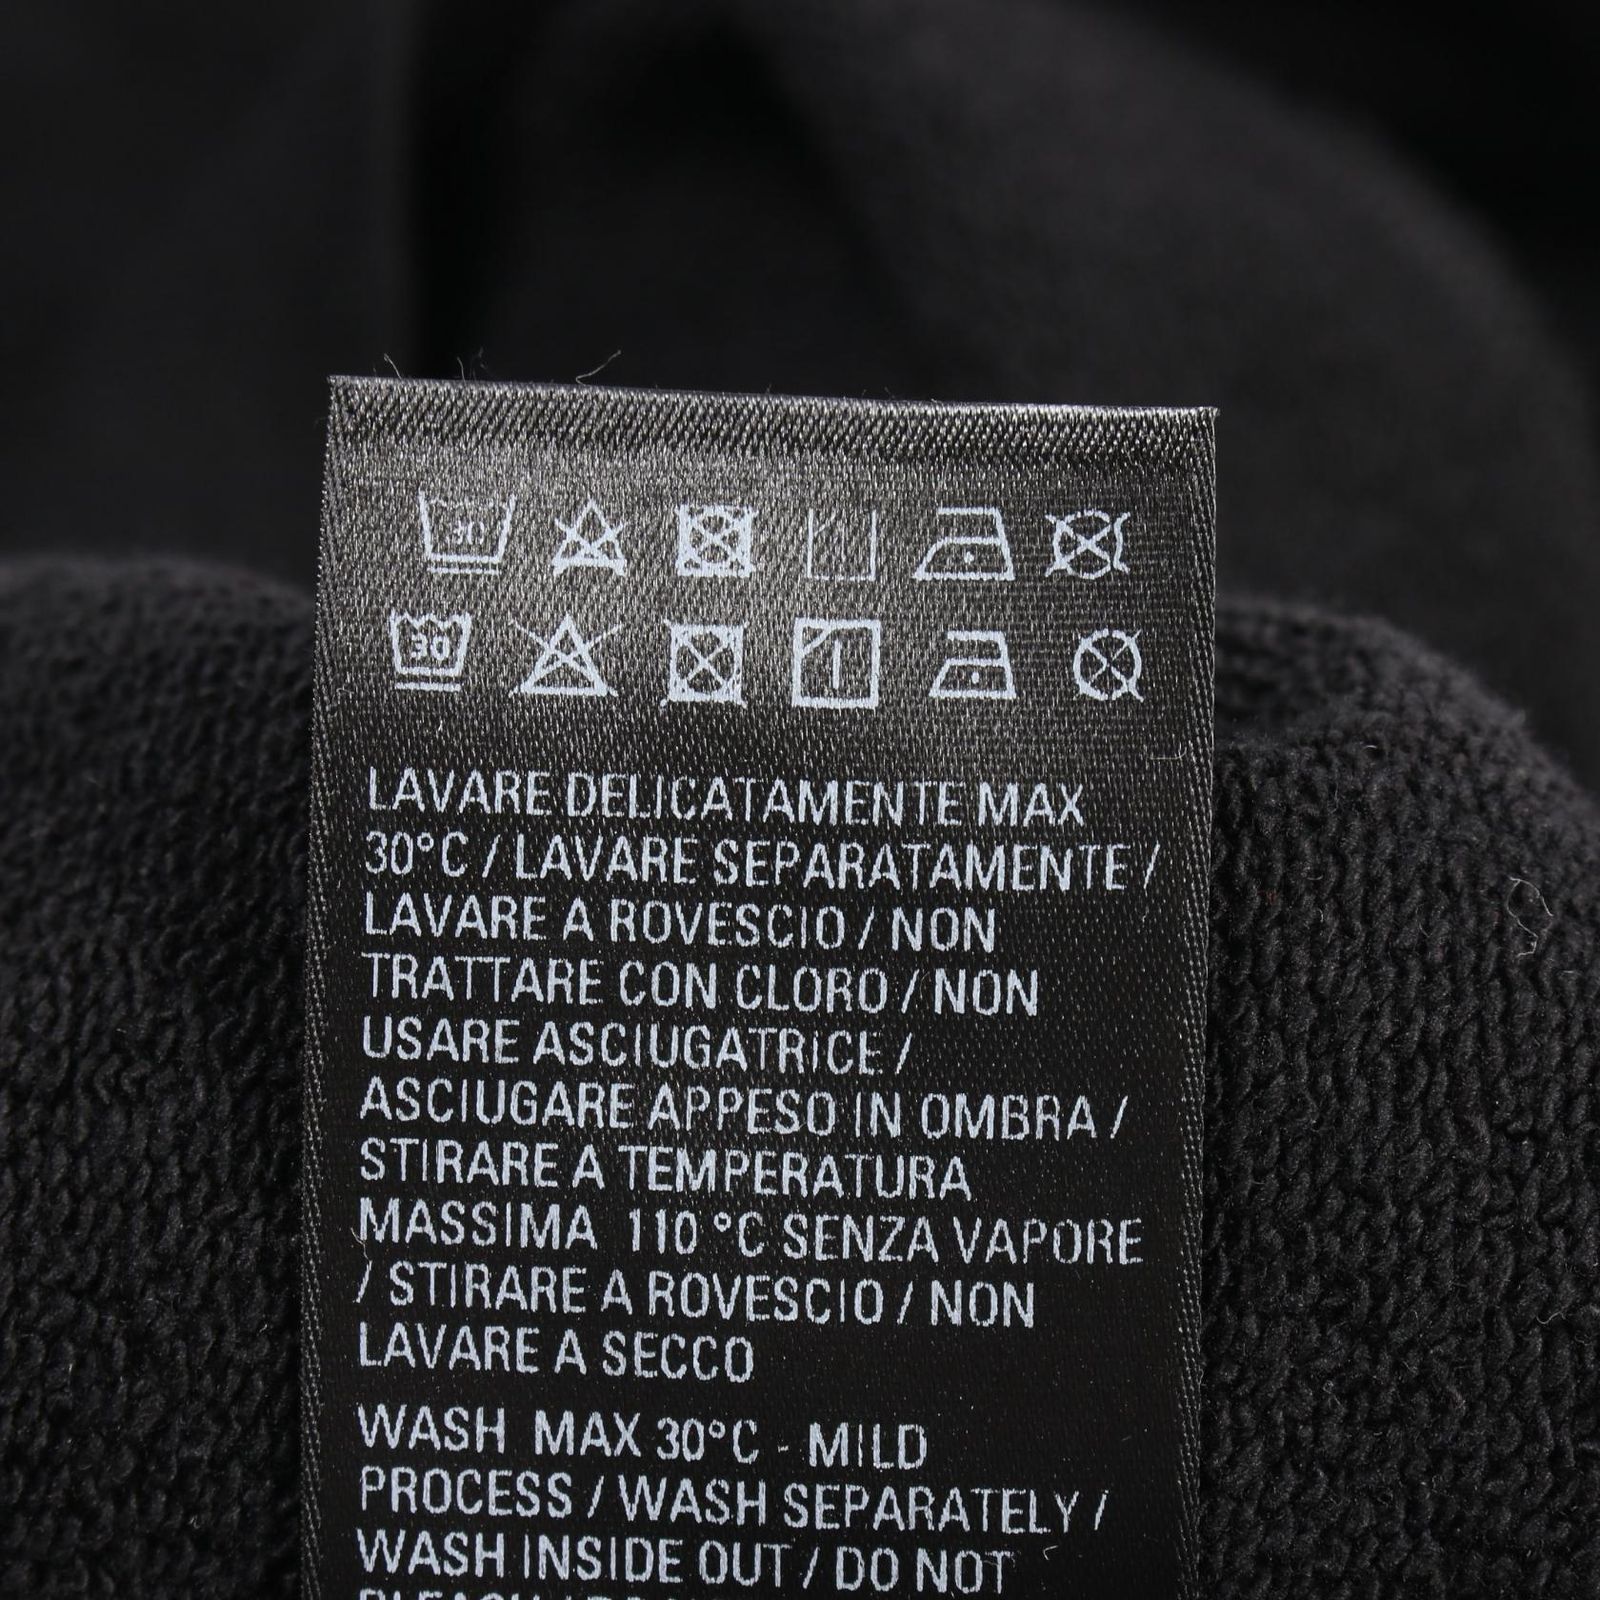 30
30
LAVARE DELICATAMENTE MAX
30°C / LAVARE SEPARATAMENTE /
LAVARE A ROVESCIO / NON
TRATTARE CON CLORO / NON
USARE ASCIUGATRICE /
ASCIUGARE APPESO IN OMBRA /
STIRARE A TEMPERATURA
MASSIMA 110 °C SENZA VAPORE
/ STIRARE A ROVESCIO / NON
LAVARE A SECCO
WASH MAX 30°C - MILD
PROCESS / WASH SEPARATELY /
WASH INSIDE OUT / DO NOT